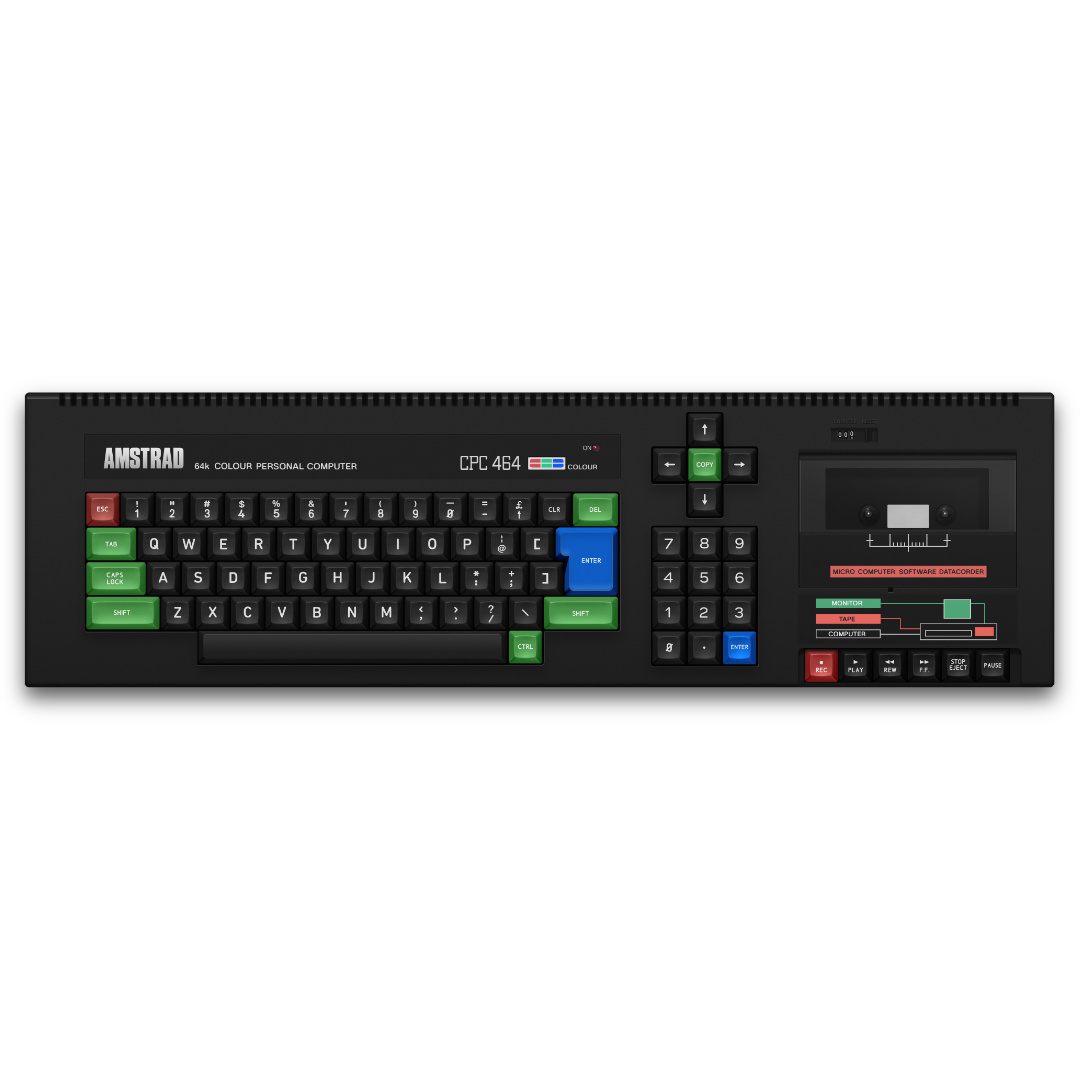 AMSTRAD 64k COLOUR PERSONAL COMPUTER CPC 464 COLOUR
ON
000
ESC ! 1 " 2 # 3 $ 4 % 5 & 6 ' 7 ( 8 ) 9 _ 0 = - £ ↑ CLR DEL
TAB Q W E R T Y U I O P ¦ @ [ ENTER
CAPS LOCK A S D F G H J K L * : + ; ]
SHIFT Z X C V B N M < , > . ? / \ SHIFT
CTRL
↑
← COPY →
↓
7 8 9
4 5 6
1 2 3
0 . ENTER
MICRO COMPUTER SOFTWARE DATACORDER
MONITOR
TAPE
COMPUTER
● REC ▶ PLAY ◀◀ REW ▶▶ F.F. STOP EJECT PAUSE